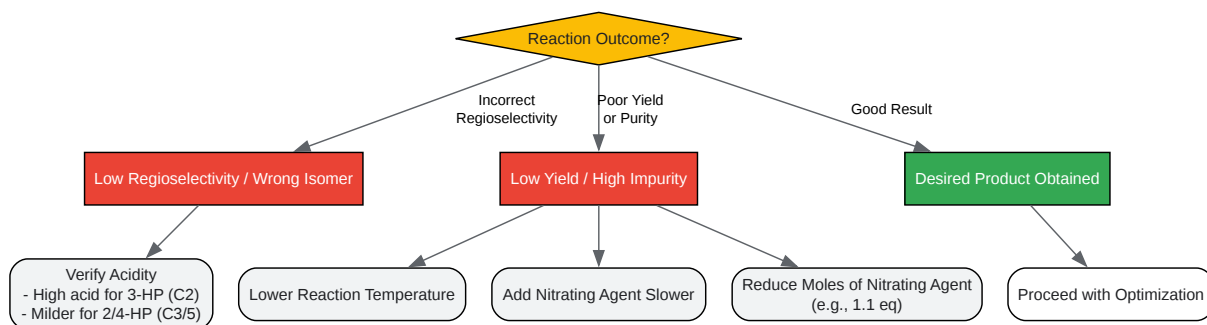 Reaction Outcome?
Incorrect
Regioselectivity
Poor Yield
or Purity
Good Result
Low Regioselectivity / Wrong Isomer
Low Yield / High Impurity
Desired Product Obtained
Verify Acidity
- High acid for 3-HP (C2)
- Milder for 2/4-HP (C3/5)
Lower Reaction Temperature
Add Nitrating Agent Slower
Reduce Moles of Nitrating Agent
(e.g., 1.1 eq)
Proceed with Optimization